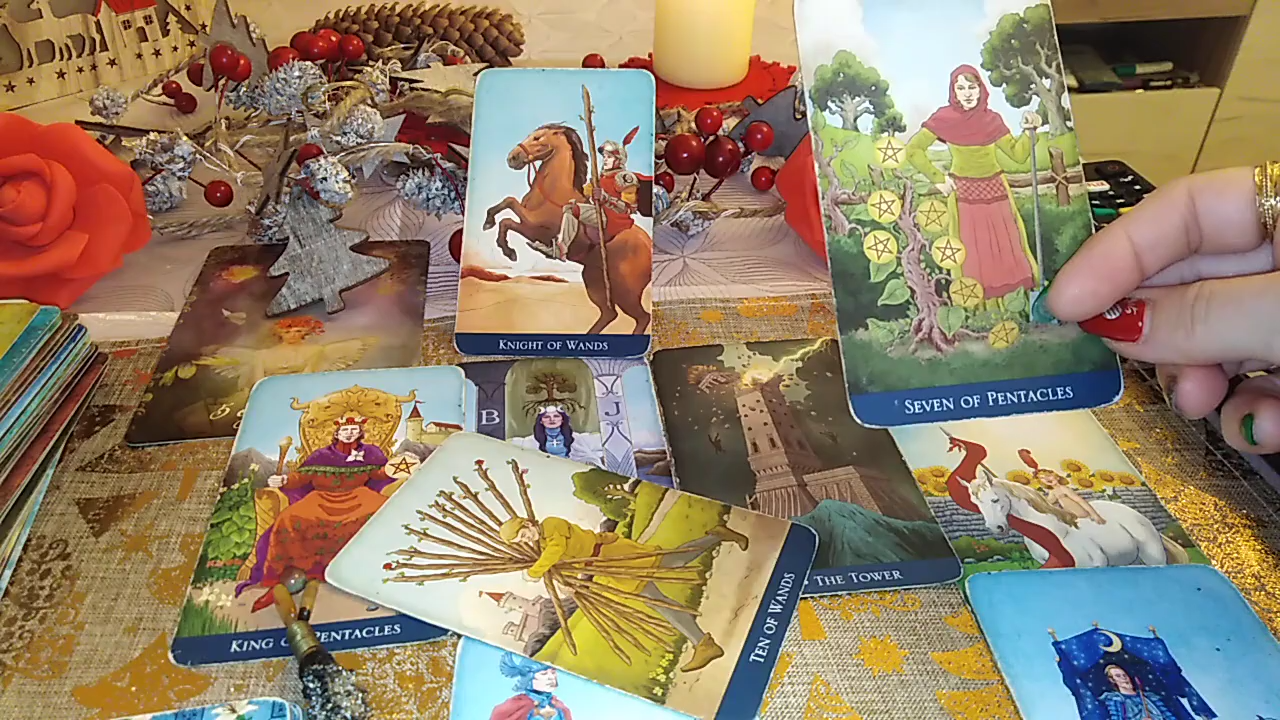 KNIGHT OF WANDS
SEVEN OF PENTACLES
B
J
THE TOWER
KING OF PENTACLES
TEN OF WANDS